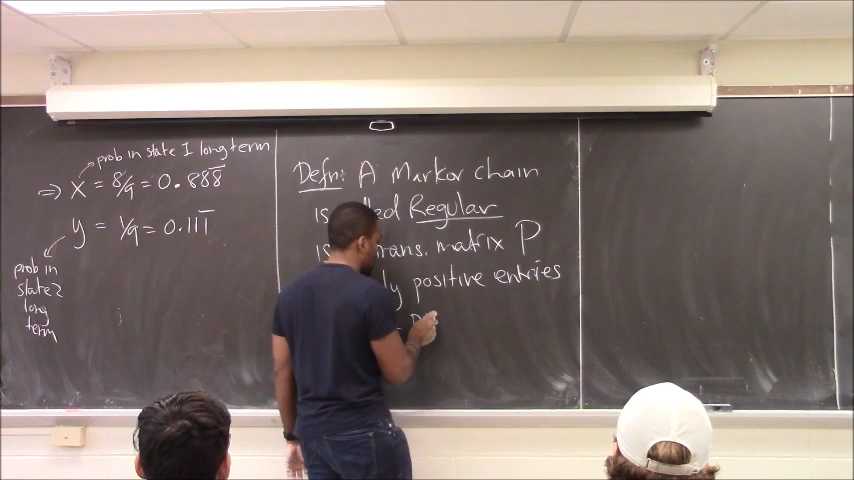 prob in state 1 long term
⇒ x = 8/9 = 0.888̅
y = 1/9 = 0.111̅
prob in
state 2
long
term
Defn: A Markov chain
is called Regular
is trans. matrix P
positive entries